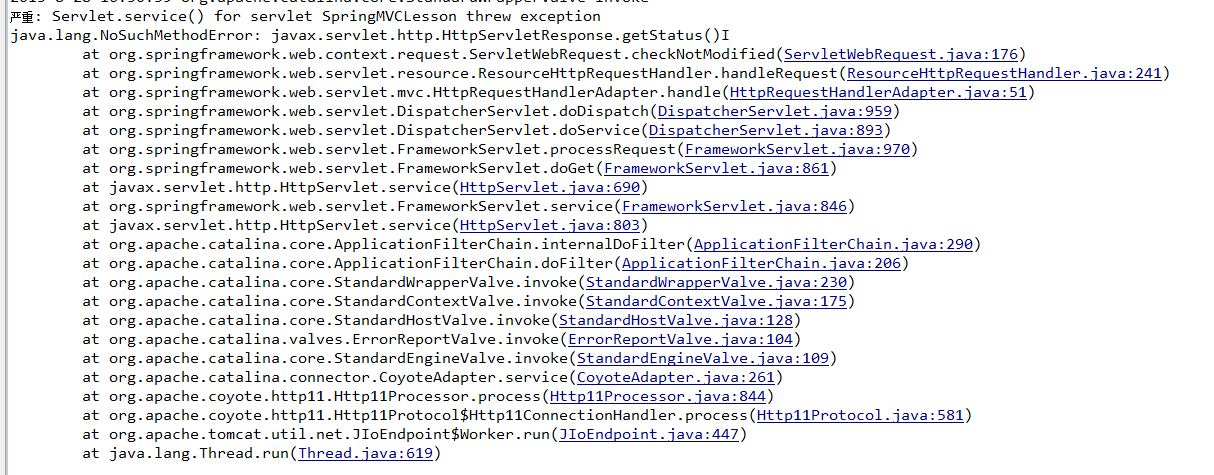 严重: Servlet.service() for servlet SpringMVCLesson threw exception
java.lang.NoSuchMethodError: javax.servlet.http.HttpServletResponse.getStatus()I
at org.springframework.web.context.request.ServletWebRequest.checkNotModified(ServletWebRequest.java:176)
at org.springframework.web.servlet.resource.ResourceHttpRequestHandler.handleRequest(ResourceHttpRequestHandler.java:241)
at org.springframework.web.servlet.mvc.HttpRequestHandlerAdapter.handle(HttpRequestHandlerAdapter.java:51)
at org.springframework.web.servlet.DispatcherServlet.doDispatch(DispatcherServlet.java:959)
at org.springframework.web.servlet.DispatcherServlet.doService(DispatcherServlet.java:893)
at org.springframework.web.servlet.FrameworkServlet.processRequest(FrameworkServlet.java:970)
at org.springframework.web.servlet.FrameworkServlet.doGet(FrameworkServlet.java:861)
at javax.servlet.http.HttpServlet.service(HttpServlet.java:690)
at org.springframework.web.servlet.FrameworkServlet.service(FrameworkServlet.java:846)
at javax.servlet.http.HttpServlet.service(HttpServlet.java:803)
at org.apache.catalina.core.ApplicationFilterChain.internalDoFilter(ApplicationFilterChain.java:290)
at org.apache.catalina.core.ApplicationFilterChain.doFilter(ApplicationFilterChain.java:206)
at org.apache.catalina.core.StandardWrapperValve.invoke(StandardWrapperValve.java:230)
at org.apache.catalina.core.StandardContextValve.invoke(StandardContextValve.java:175)
at org.apache.catalina.core.StandardHostValve.invoke(StandardHostValve.java:128)
at org.apache.catalina.valves.ErrorReportValve.invoke(ErrorReportValve.java:104)
at org.apache.catalina.core.StandardEngineValve.invoke(StandardEngineValve.java:109)
at org.apache.catalina.connector.CoyoteAdapter.service(CoyoteAdapter.java:261)
at org.apache.coyote.http11.Http11Processor.process(Http11Processor.java:844)
at org.apache.coyote.http11.Http11Protocol$Http11ConnectionHandler.process(Http11Protocol.java:581)
at org.apache.tomcat.util.net.JIoEndpoint$Worker.run(JIoEndpoint.java:447)
at java.lang.Thread.run(Thread.java:619)